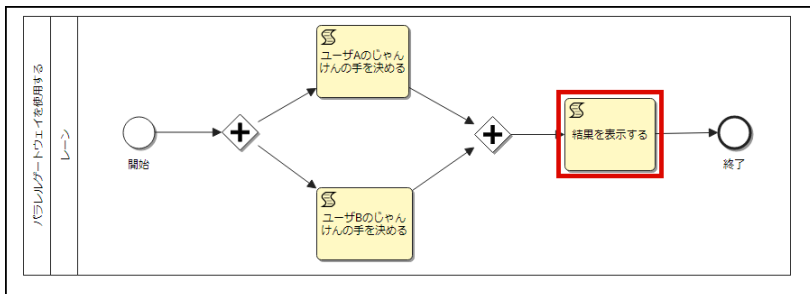 パラレルゲートウェイを使用する
レーン
開始
ユーザAのじゃん
けんの手を決める
ユーザBのじゃん
けんの手を決める
結果を表示する
終了